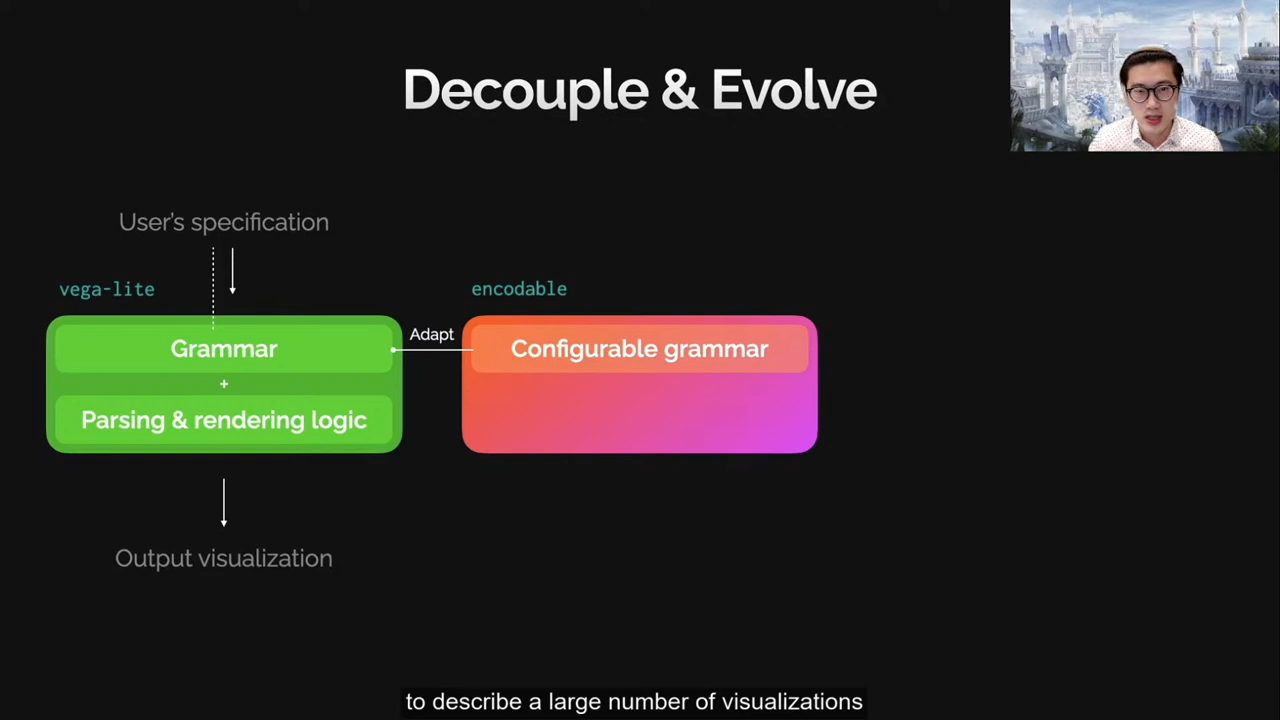 Decouple & Evolve
User's specification
vega-lite
encodable
Grammar
Adapt
Configurable grammar
+
Parsing & rendering logic
Output visualization
to describe a large number of visualizations